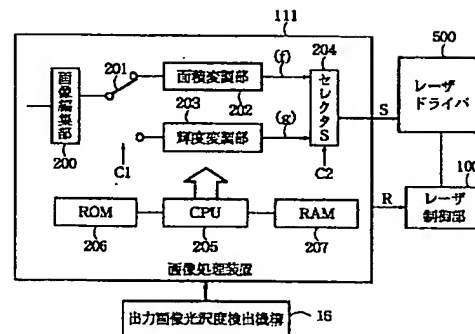 111
画像補正部
200
201
面積変調部
202
(f)
204
セレクタS
500
レーザドライバ
S
203
輝度変調部
(g)
C1
C2
100
レーザ制御部
R
ROM
206
CPU
205
RAM
207
画像処理装置
出力画像光沢度検出機構
16